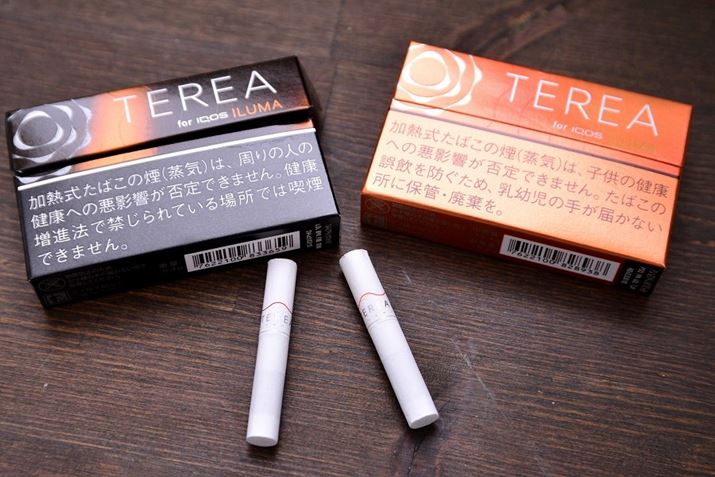 TEREA
for IQOS ILUMA
加熱式たばこの煙(蒸気)は、周りの人の
健康への悪影響が否定できません。健康
増進法で禁じられている場所では喫煙
できません。
7622100 833659
TEREA
for IQOS ILUMA
加熱式たばこの煙(蒸気)は、子供の健康
への悪影響が否定できません。たばこの
誤飲を防ぐため、乳幼児の手が届かない
所に保管・廃棄を。
7622100 828938
TEREA
TEREA